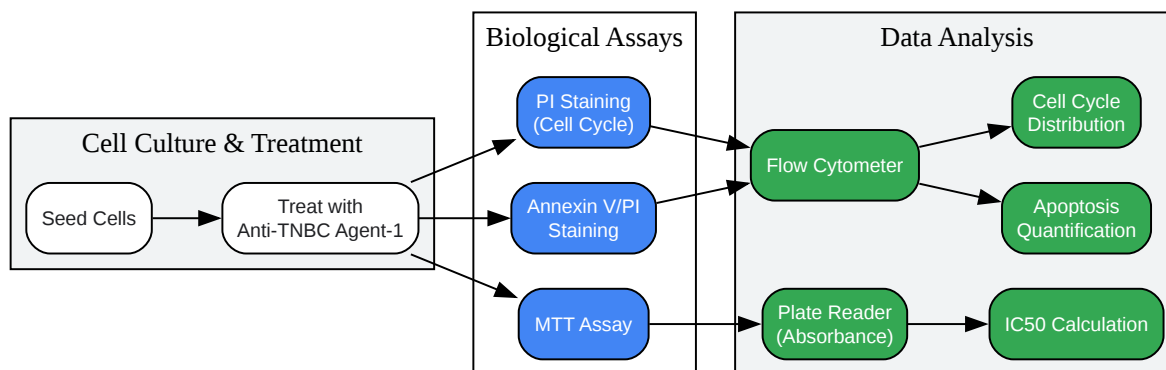 Cell Culture & Treatment
Seed Cells
Treat with
Anti-TNBC Agent-1
Biological Assays
PI Staining
(Cell Cycle)
Annexin V/PI
Staining
MTT Assay
Data Analysis
Flow Cytometer
Cell Cycle
Distribution
Apoptosis
Quantification
Plate Reader
(Absorbance)
IC50 Calculation